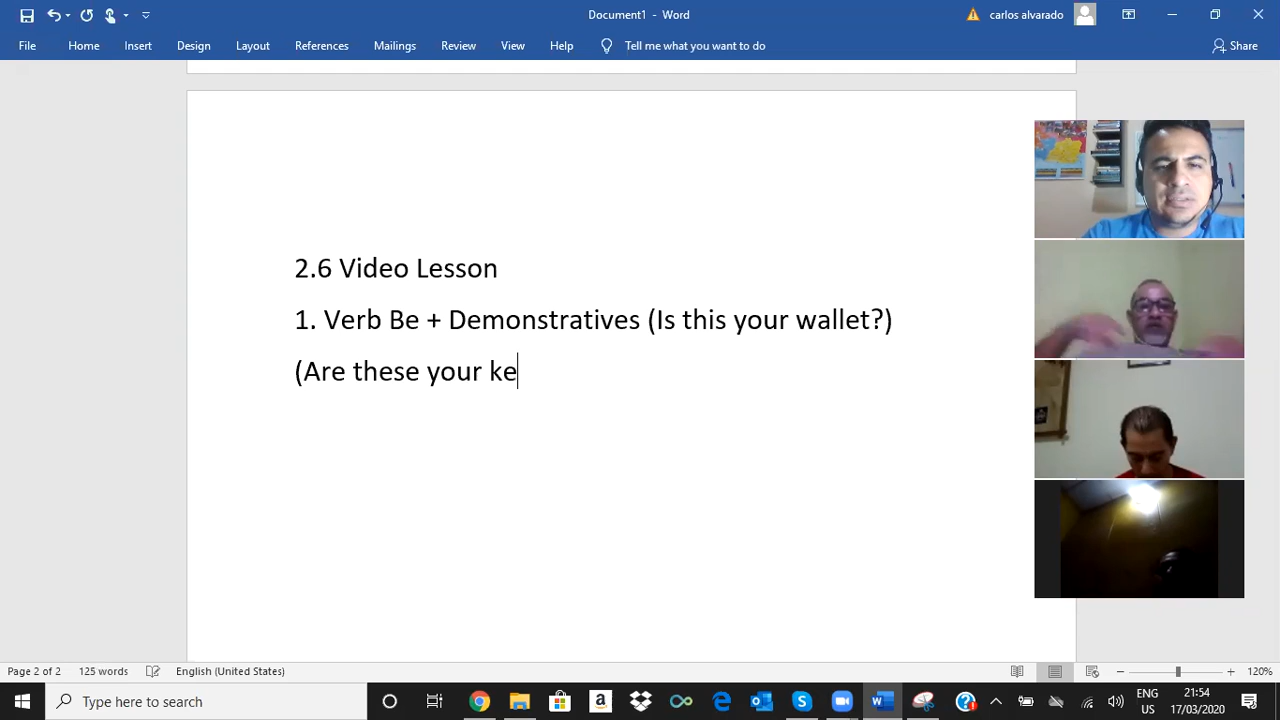 Document1 - Word
carlos alvarado
File Home Insert Design Layout References Mailings Review View Help Tell me what you want to do Share
2.6 Video Lesson
1. Verb Be + Demonstratives (Is this your wallet?)
(Are these your ke
Page 2 of 2 125 words English (United States) 120%
Type here to search
ENG 21:54
US 17/03/2020